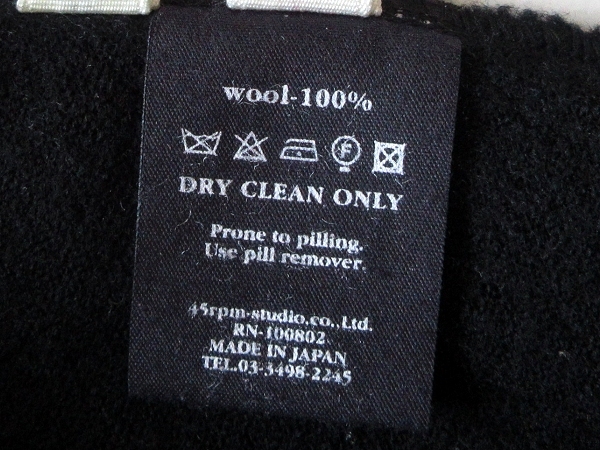 wool-100%
F
DRY CLEAN ONLY
Prone to pilling.
Use pill remover.
45rpm-studio.co.,Ltd.
RN-100802
MADE IN JAPAN
TEL.03-3498-2245